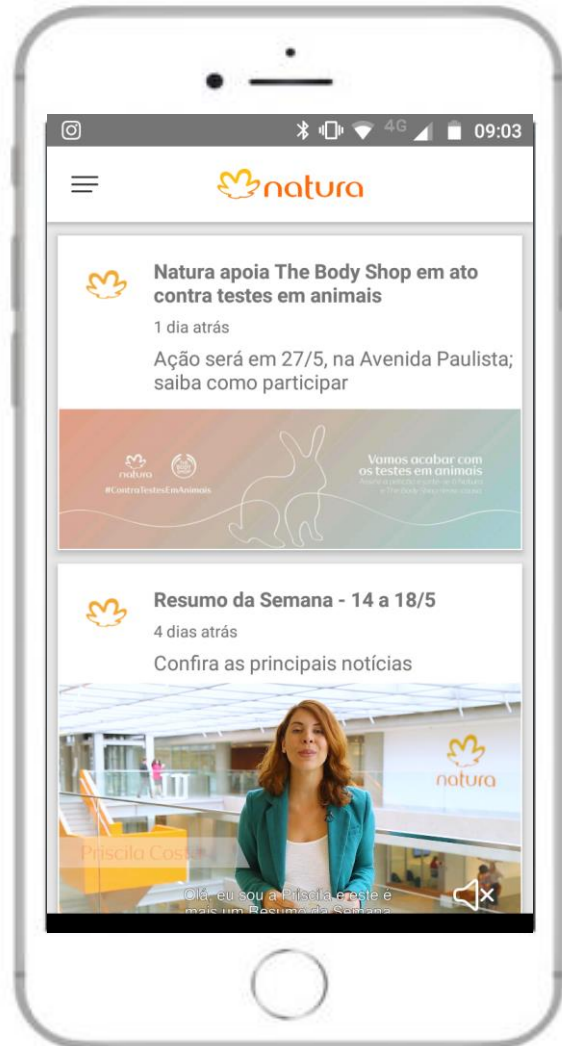 4G 09:03
natura
Natura apoia The Body Shop em ato
contra testes em animais
1 dia atrás
Ação será em 27/5, na Avenida Paulista;
saiba como participar
natura
#ContraTestesEmAnimais
Vamos acabar com
os testes em animais
Resumo da Semana - 14 a 18/5
4 dias atrás
Confira as principais notícias
natura
Priscila Costa
Olá, eu sou a Priscila e este é
mais um Resumo da Semana